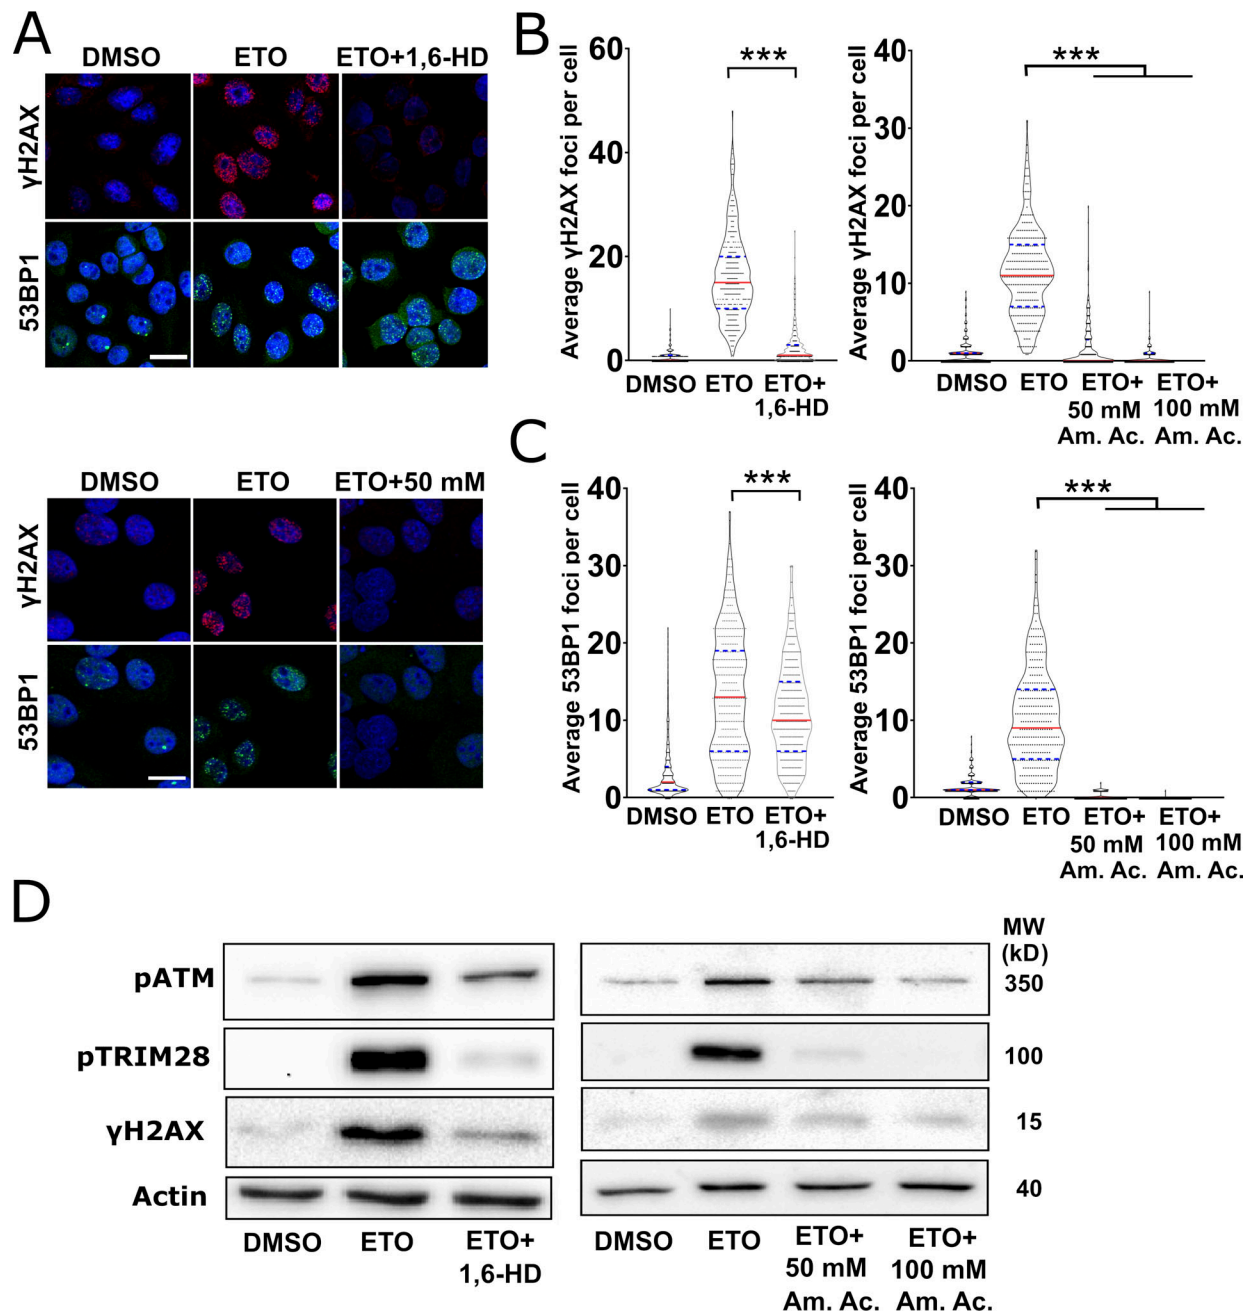 A
DMSO ETO ETO+1,6-HD
γH2AX
53BP1
DMSO ETO ETO+50 mM
γH2AX
53BP1
B
Average γH2AX foci per cell
60
40
20
0
***
DMSO ETO ETO+
1,6-HD
Average γH2AX foci per cell
40
30
20
10
0
***
DMSO ETO ETO+ ETO+
50 mM 100 mM
Am. Ac. Am. Ac.
C
Average 53BP1 foci per cell
40
30
20
10
0
***
DMSO ETO ETO+
1,6-HD
Average 53BP1 foci per cell
40
30
20
10
0
***
DMSO ETO ETO+ ETO+
50 mM 100 mM
Am. Ac. Am. Ac.
D
MW
(kD)
pATM 350
pTRIM28 100
γH2AX 15
Actin 40
DMSO ETO ETO+
1,6-HD
DMSO ETO ETO+ ETO+
50 mM 100 mM
Am. Ac. Am. Ac.